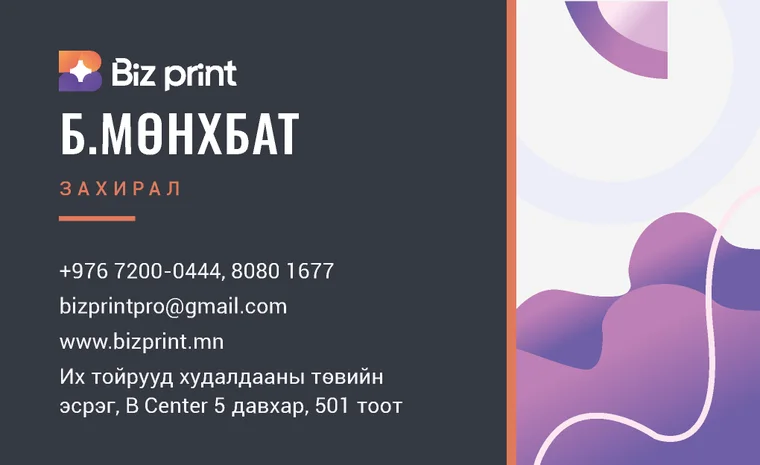 Biz print
Б.МӨНХБАТ
ЗАХИРАЛ
+976 7200-0444, 8080 1677
bizprintpro@gmail.com
www.bizprint.mn
Их тойрууд худалдааны төвийн
эсрэг, B Center 5 давхар, 501 тоот